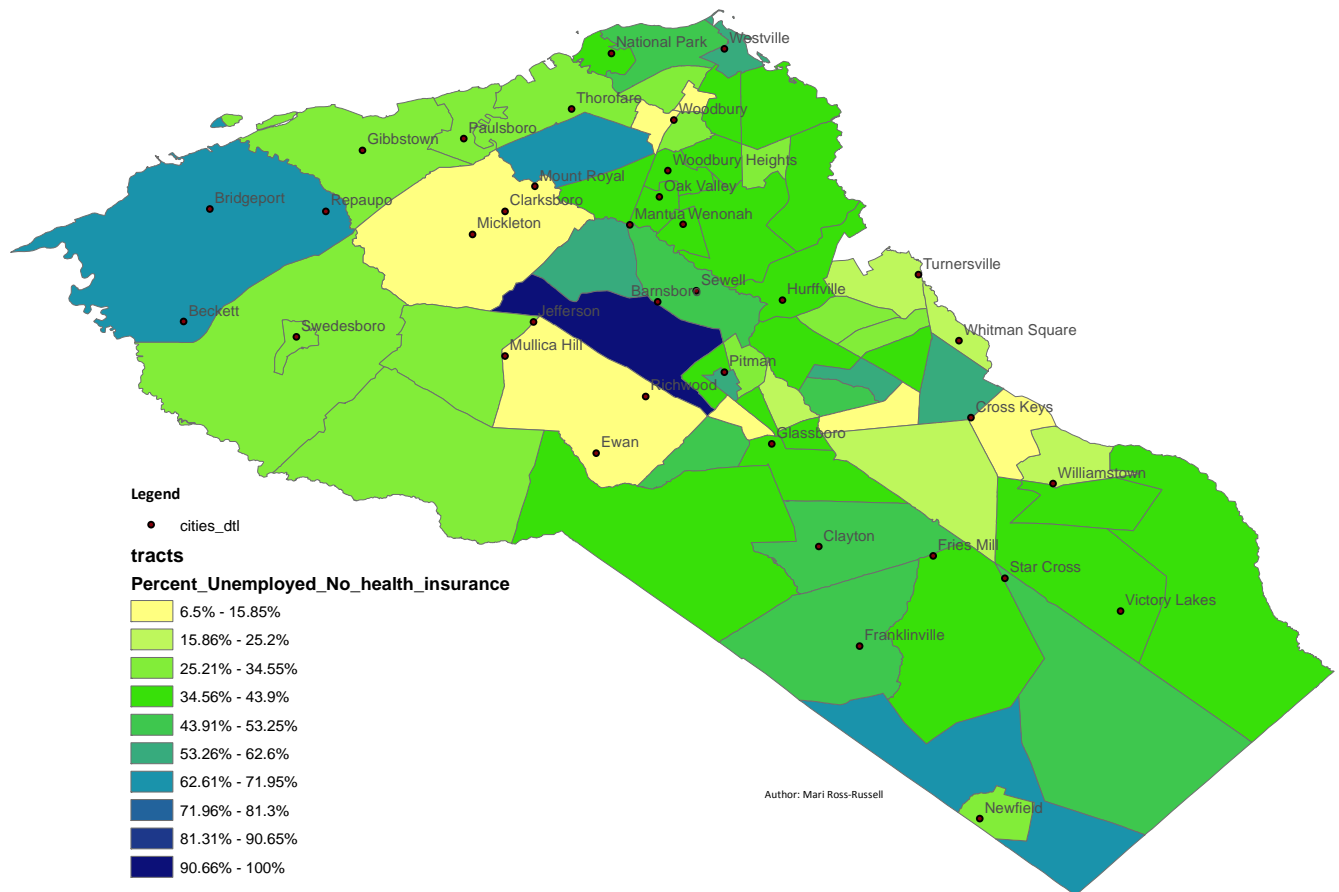 National Park
Westville
Thorofare
Woodbury
Paulsboro
Gibbstown
Woodbury Heights
Mount Royal
Oak Valley
Bridgeport
Repaupo
Clarksboro
Mantua
Wenonah
Mickleton
Turnersville
Sewell
Barnsboro
Hurffville
Jefferson
Beckett
Swedesboro
Whitman Square
Mullica Hill
Pitman
Richwood
Cross Keys
Glassboro
Ewan
Williamstown
Clayton
Fries Mill
Star Cross
Victory Lakes
Franklinville
Newfield
Legend
cities_dtl
tracts
Percent_Unemployed_No_health_insurance
6.5% - 15.85%
15.86% - 25.2%
25.21% - 34.55%
34.56% - 43.9%
43.91% - 53.25%
53.26% - 62.6%
62.61% - 71.95%
71.96% - 81.3%
81.31% - 90.65%
90.66% - 100%
Author: Mari Ross-Russell